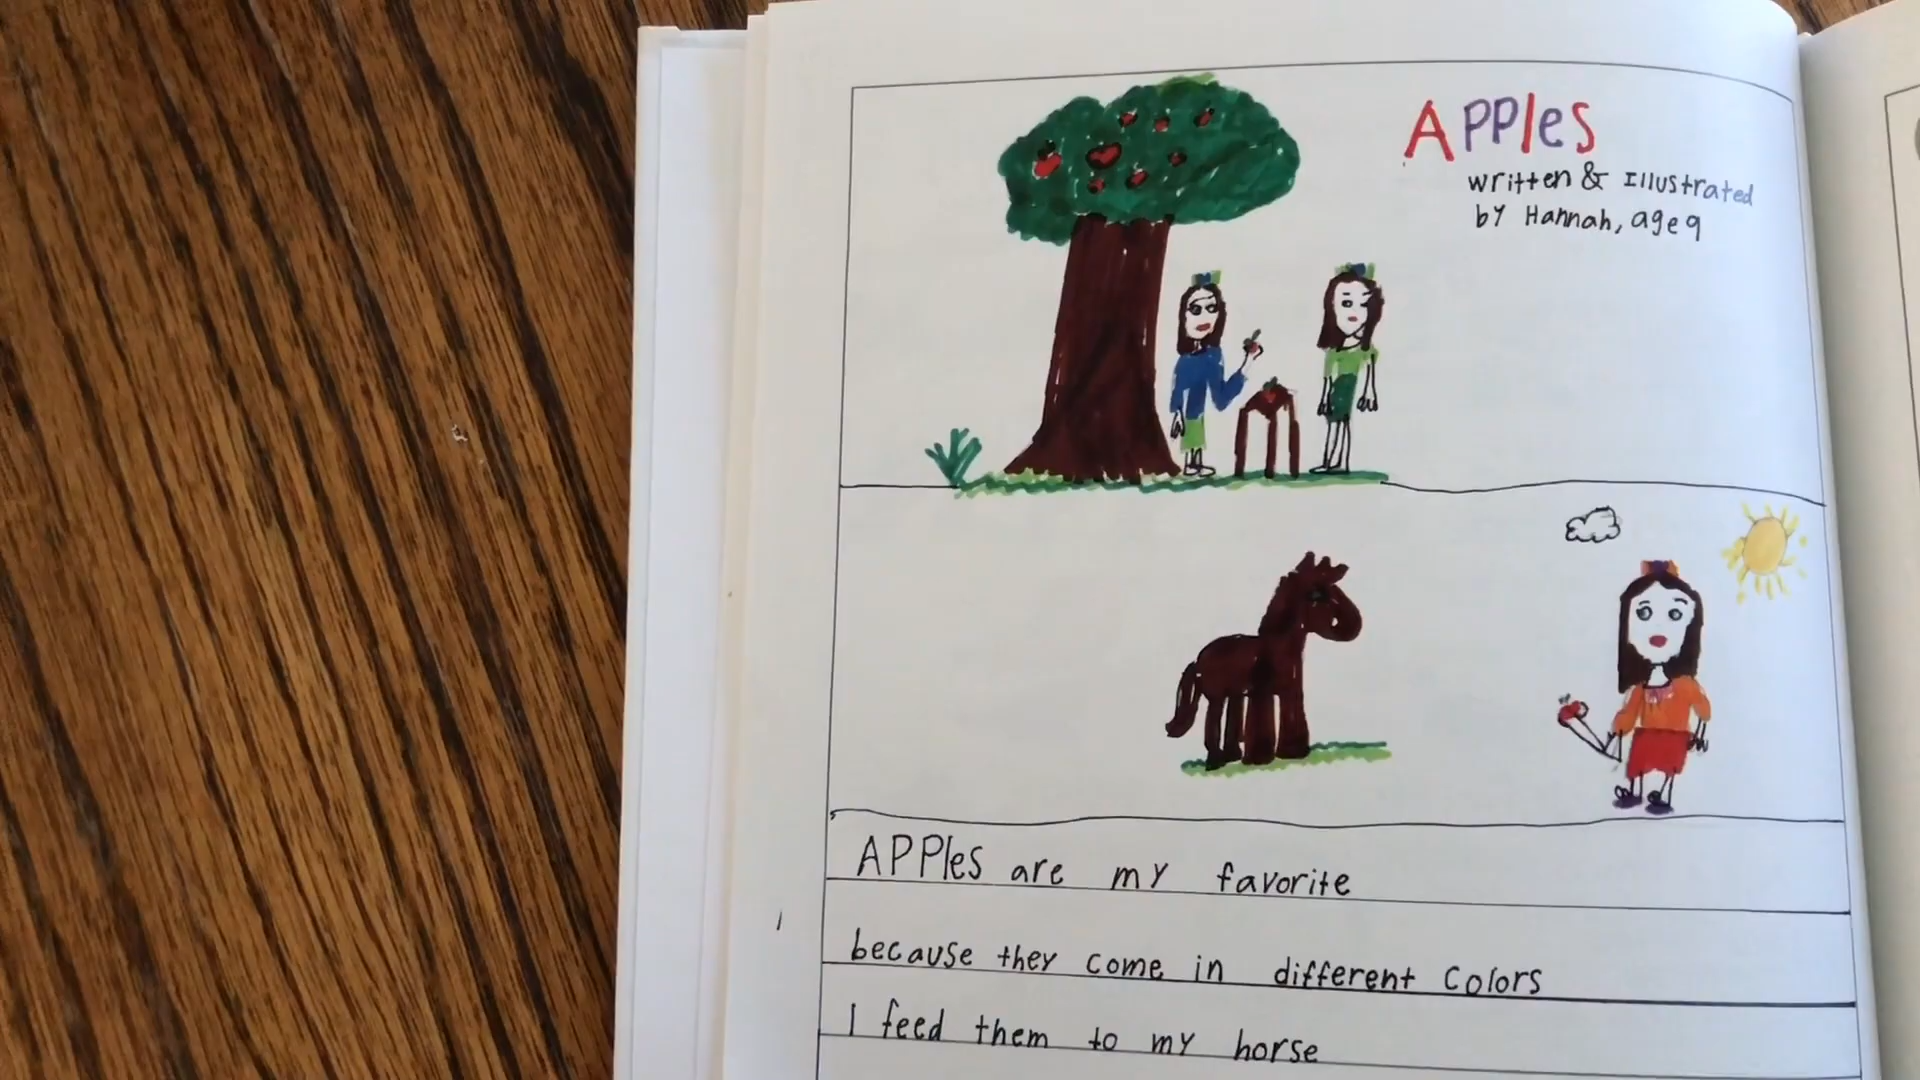 Apples
written & Illustrated
by Hannah, age 9
APPles are my favorite
because they come in different colors
I feed them to my horse